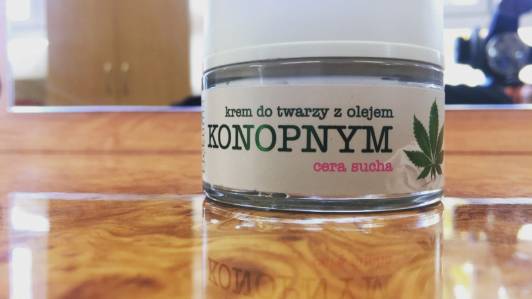 krem do twarzy z olejem
KONOPNYM
cera sucha